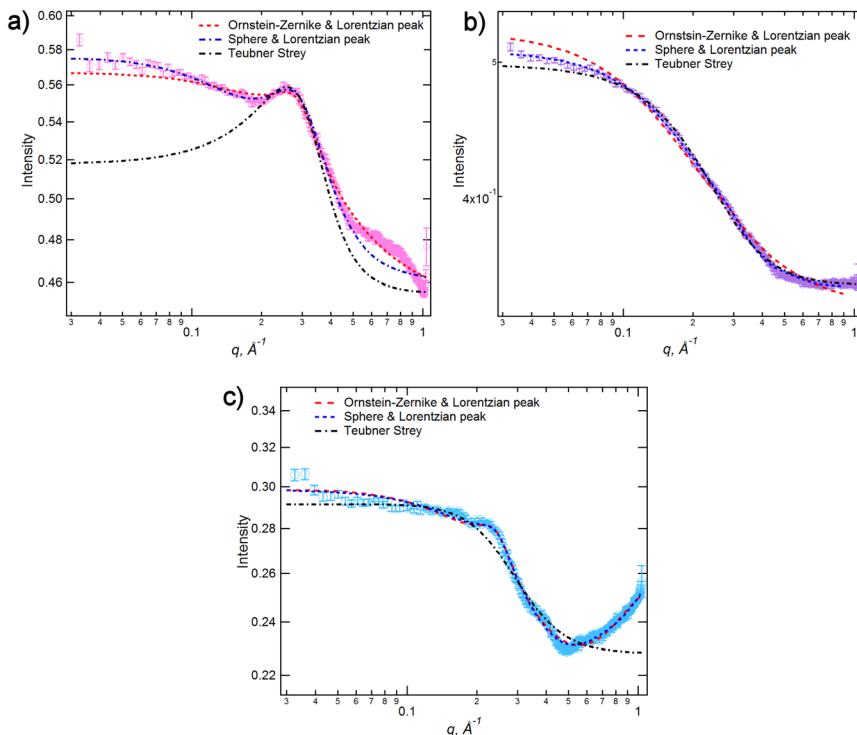 a)
Ornstein-Zernike & Lorentzian peak
Sphere & Lorentzian peak
Teubner Strey
0.60
0.58
0.56
0.54
0.52
0.50
0.48
0.46
Intensity
3 4 5 6 7 8 9 0.1 2 3 4 5 6 7 8 9 1
q, Å⁻¹
b)
Ornstsin-Zernike & Lorentzian peak
Sphere & Lorentzian peak
Teubner Strey
5
4x10⁻¹
Intensity
3 4 5 6 7 8 9 0.1 2 3 4 5 6 7 8 9 1
q, Å⁻¹
c)
Ornstein-Zernike & Lorentzian peak
Sphere & Lorentzian peak
Teubner Strey
0.34
0.32
0.30
0.28
0.26
0.24
0.22
Intensity
3 4 5 6 7 8 9 0.1 2 3 4 5 6 7 8 9 1
q, Å⁻¹